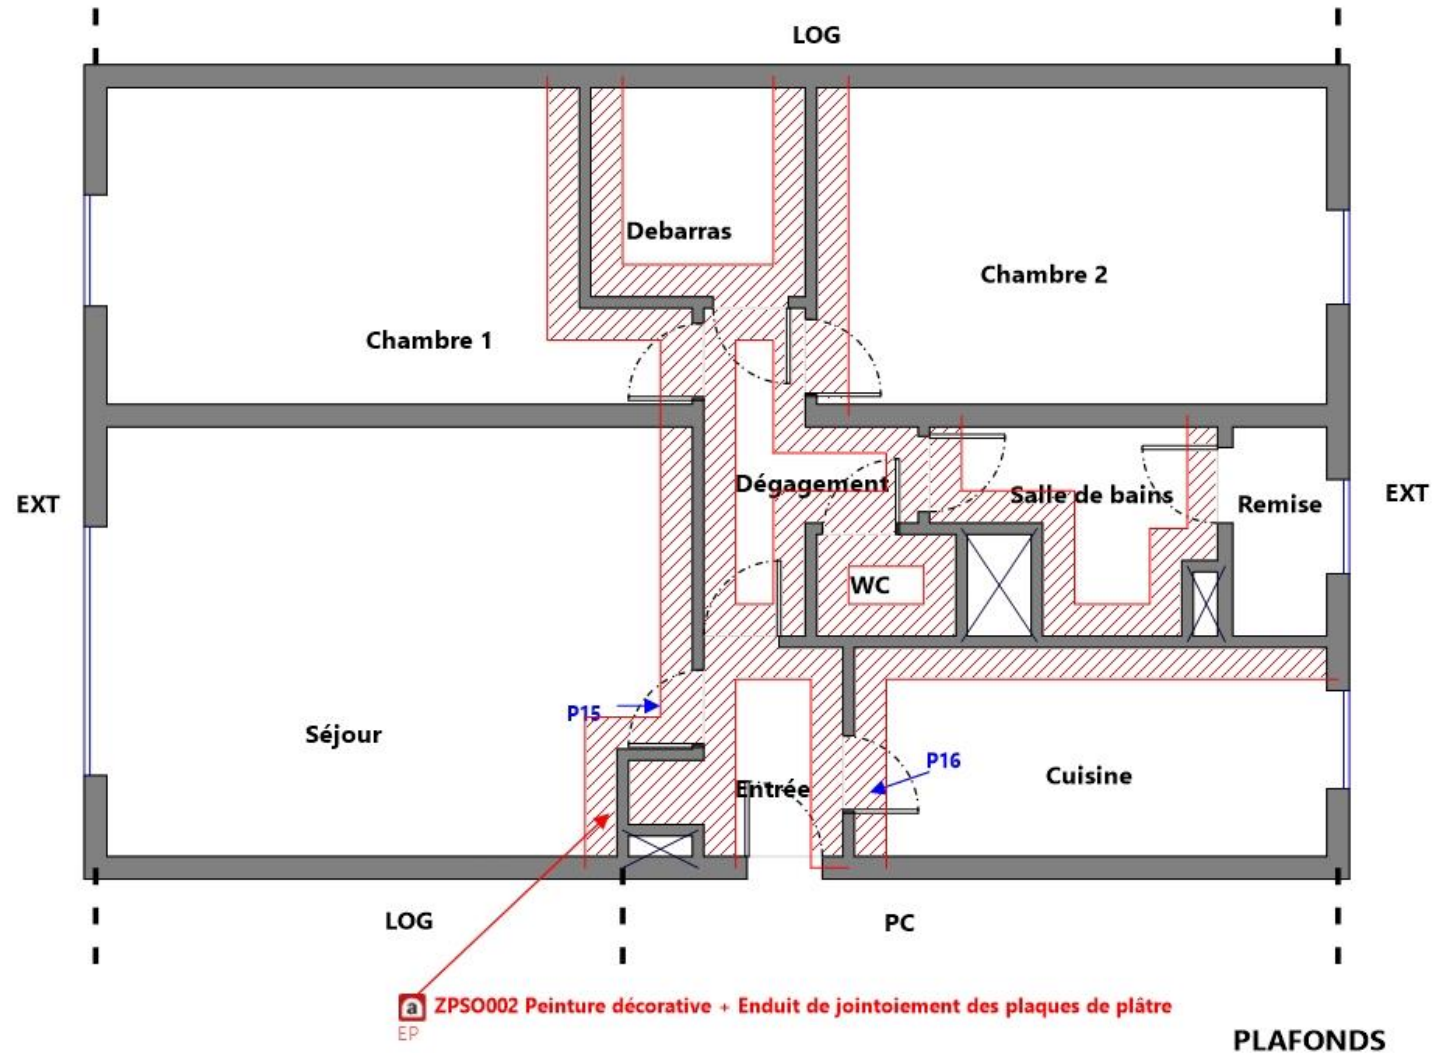 LOG
Debarras
Chambre 2
Chambre 1
Dégagement
Salle de bains
EXT
Remise
EXT
WC
P15
Séjour
P16
Entrée
Cuisine
LOG
PC
a ZPSO002 Peinture décorative + Enduit de jointoiement des plaques de plâtre
EP
PLAFONDS